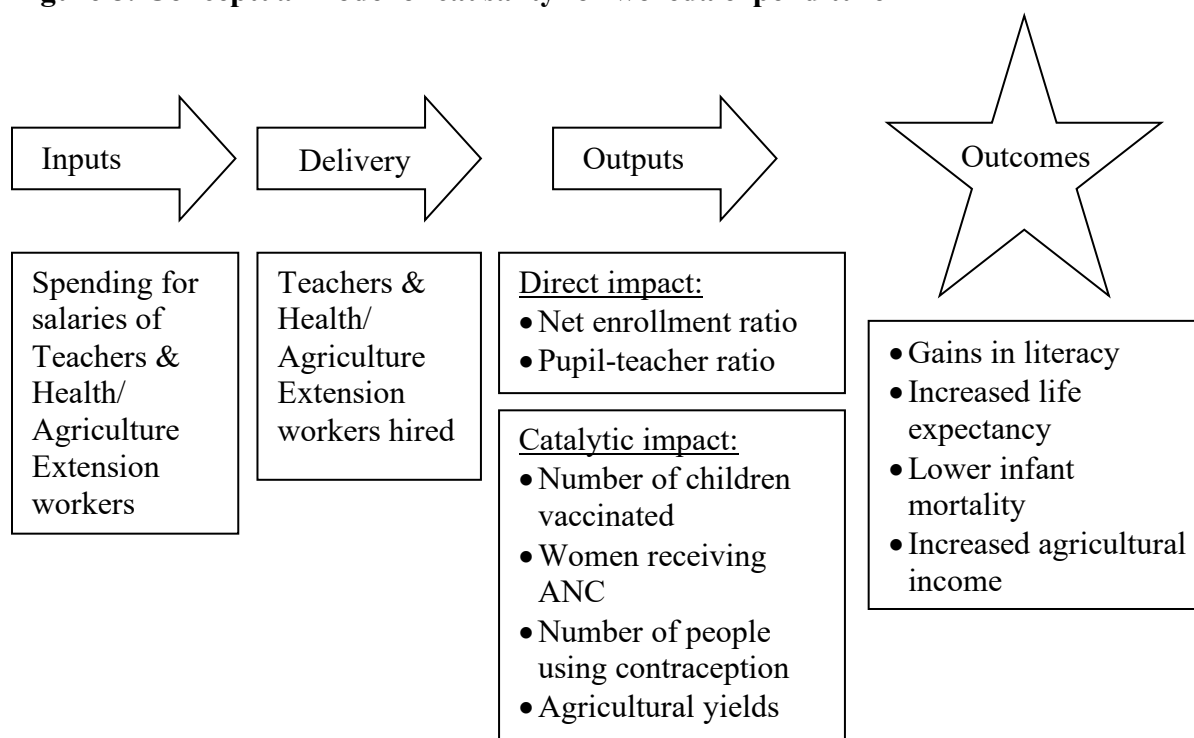 Inputs
Delivery
Outputs
Outcomes
Spending for
salaries of
Teachers &
Health/
Agriculture
Extension
workers
Teachers &
Health/
Agriculture
Extension
workers hired
Direct impact:
• Net enrollment ratio
• Pupil-teacher ratio
Catalytic impact:
• Number of children
vaccinated
• Women receiving
ANC
• Number of people
using contraception
• Agricultural yields
• Gains in literacy
• Increased life
expectancy
• Lower infant
mortality
• Increased agricultural
income